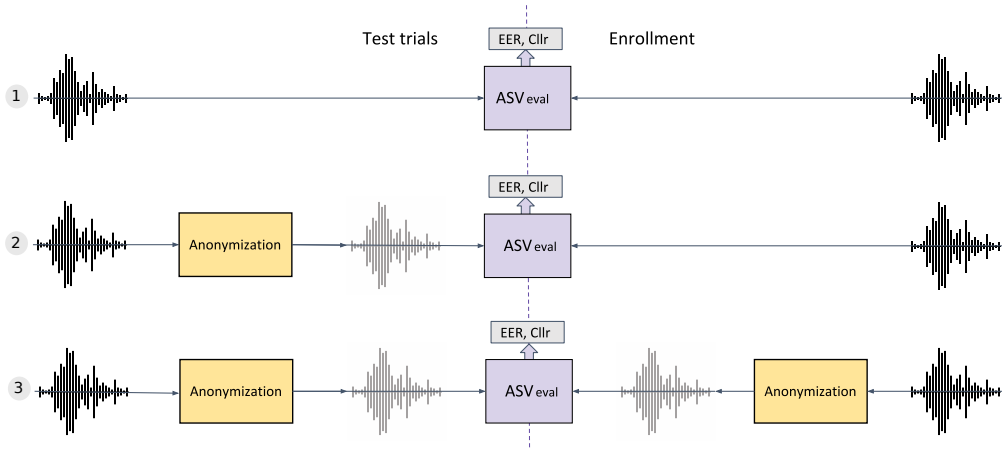 Test trials
EER, Cllr
Enrollment
1
ASV eval
EER, Cllr
2
Anonymization
ASV eval
EER, Cllr
3
Anonymization
ASV eval
Anonymization